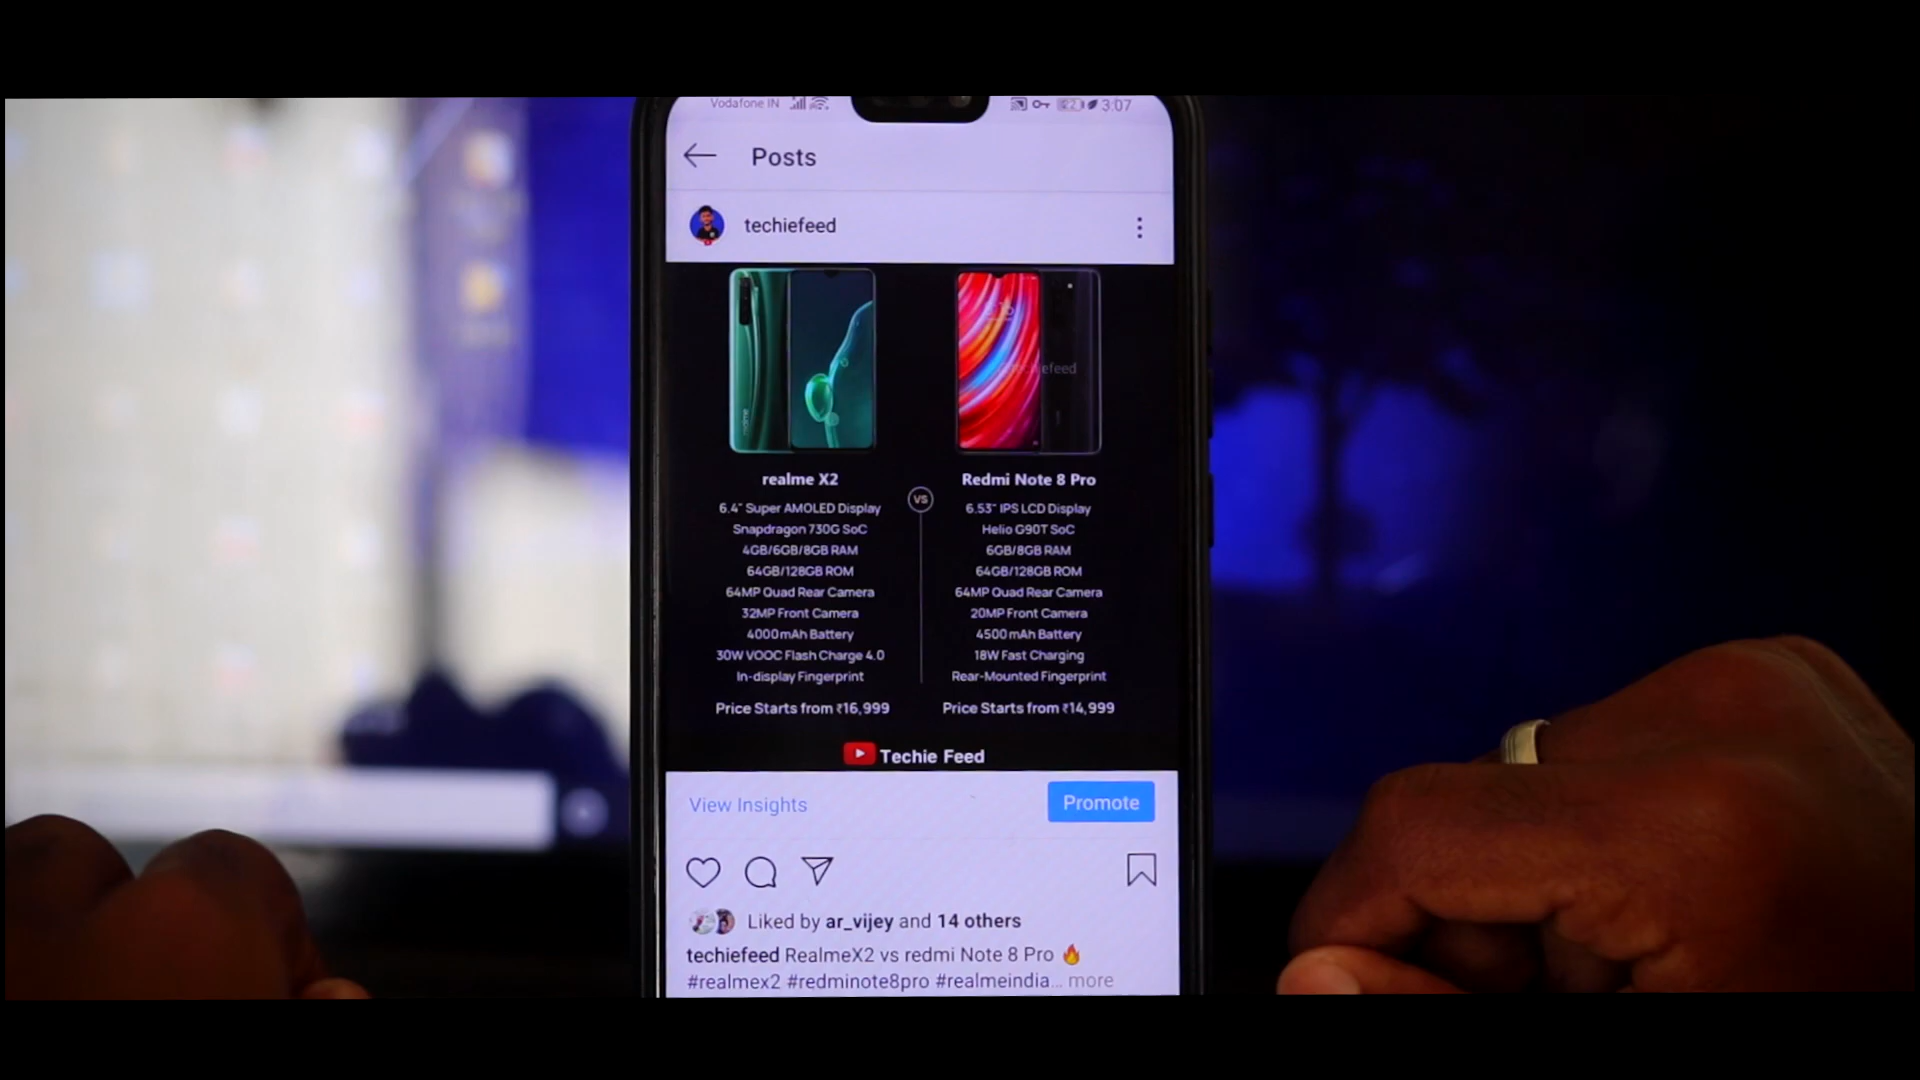 Vodafone IN 3:07
Posts
techiefeed
efeed
realme X2
6.4" Super AMOLED Display
Snapdragon 730G SoC
4GB/6GB/8GB RAM
64GB/128GB ROM
64MP Quad Rear Camera
32MP Front Camera
4000mAh Battery
30W VOOC Flash Charge 4.0
In-display Fingerprint
Price Starts from ₹16,999
VS
Redmi Note 8 Pro
6.53" IPS LCD Display
Helio G90T SoC
6GB/8GB RAM
64GB/128GB ROM
64MP Quad Rear Camera
20MP Front Camera
4500mAh Battery
18W Fast Charging
Rear-Mounted Fingerprint
Price Starts from ₹14,999
Techie Feed
View Insights
Promote
Liked by ar_vijey and 14 others
techiefeed RealmeX2 vs redmi Note 8 Pro 🔥
#realmex2 #redminote8pro #realmeindia... more